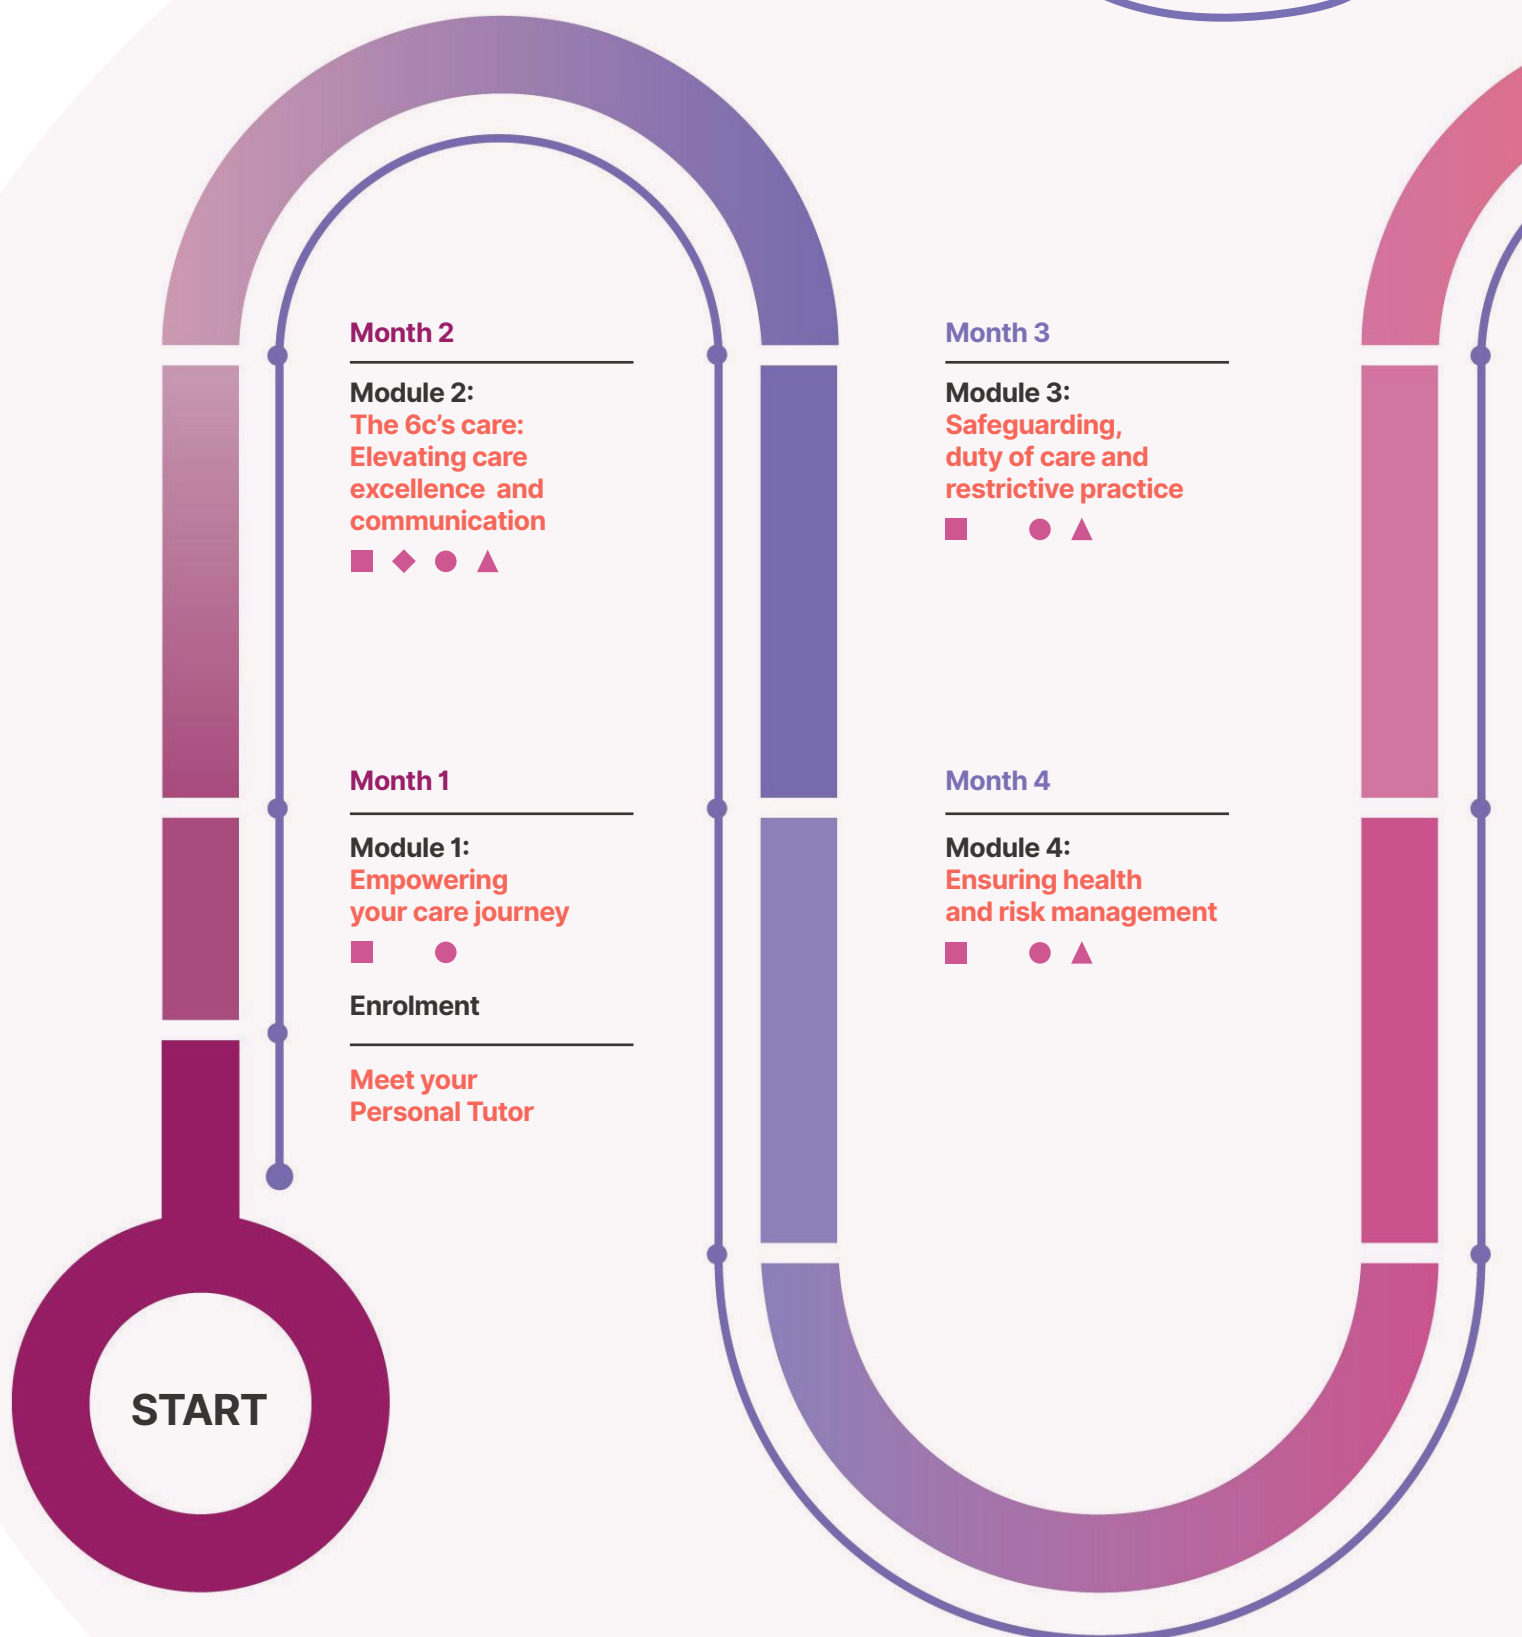 Month 2
Module 2:
The 6c’s care:
Elevating care
excellence  and
communication
Month 3
Module 3:
Safeguarding,
duty of care and
restrictive practice
Month 1
Module 1:
Empowering
your care journey
Enrolment
Meet your
Personal Tutor
Month 4
Module 4:
Ensuring health
and risk management
START